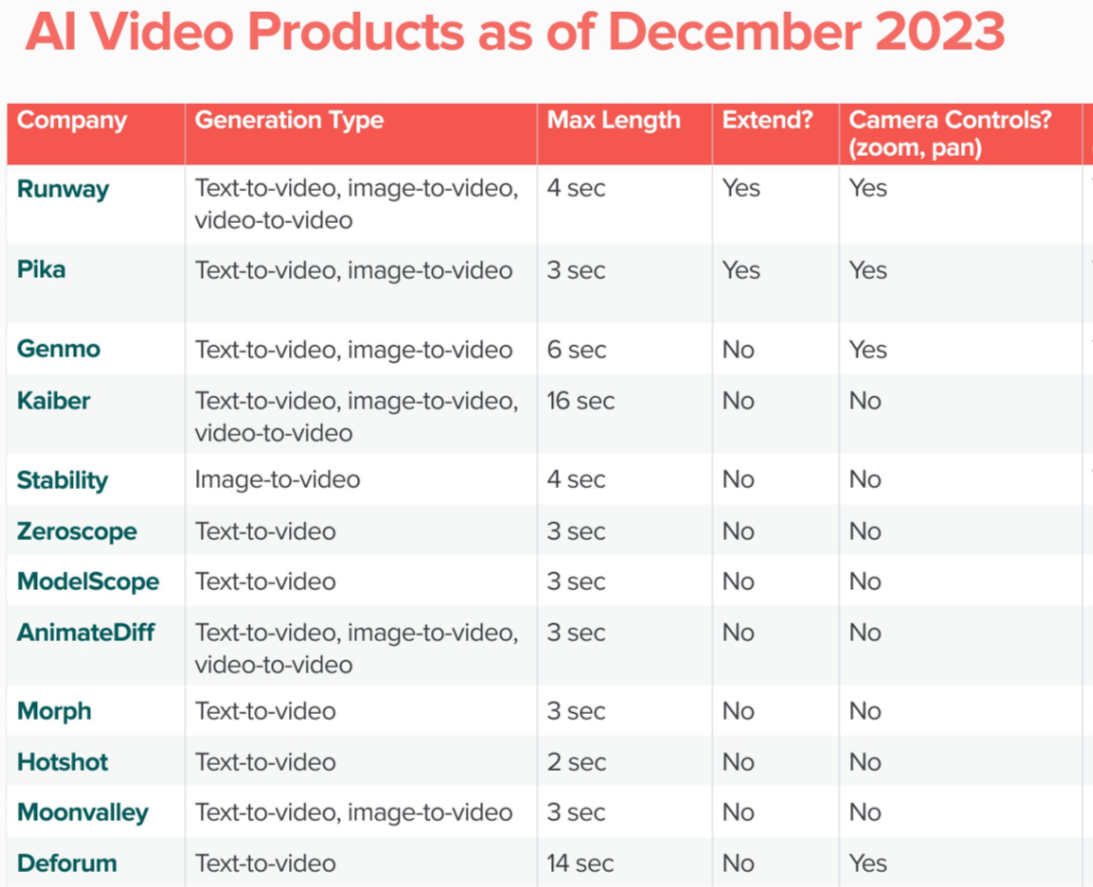 AI Video Products as of December 2023
Company Generation Type Max Length Extend? Camera Controls?
(zoom, pan)
Runway Text-to-video, image-to-video, 4 sec Yes Yes
video-to-video
Pika Text-to-video, image-to-video 3 sec Yes Yes
Genmo Text-to-video, image-to-video 6 sec No Yes
Kaiber Text-to-video, image-to-video, 16 sec No No
video-to-video
Stability Image-to-video 4 sec No No
Zeroscope Text-to-video 3 sec No No
ModelScope Text-to-video 3 sec No No
AnimateDiff Text-to-video, image-to-video, 3 sec No No
video-to-video
Morph Text-to-video 3 sec No No
Hotshot Text-to-video 2 sec No No
Moonvalley Text-to-video, image-to-video 3 sec No No
Deforum Text-to-video 14 sec No Yes